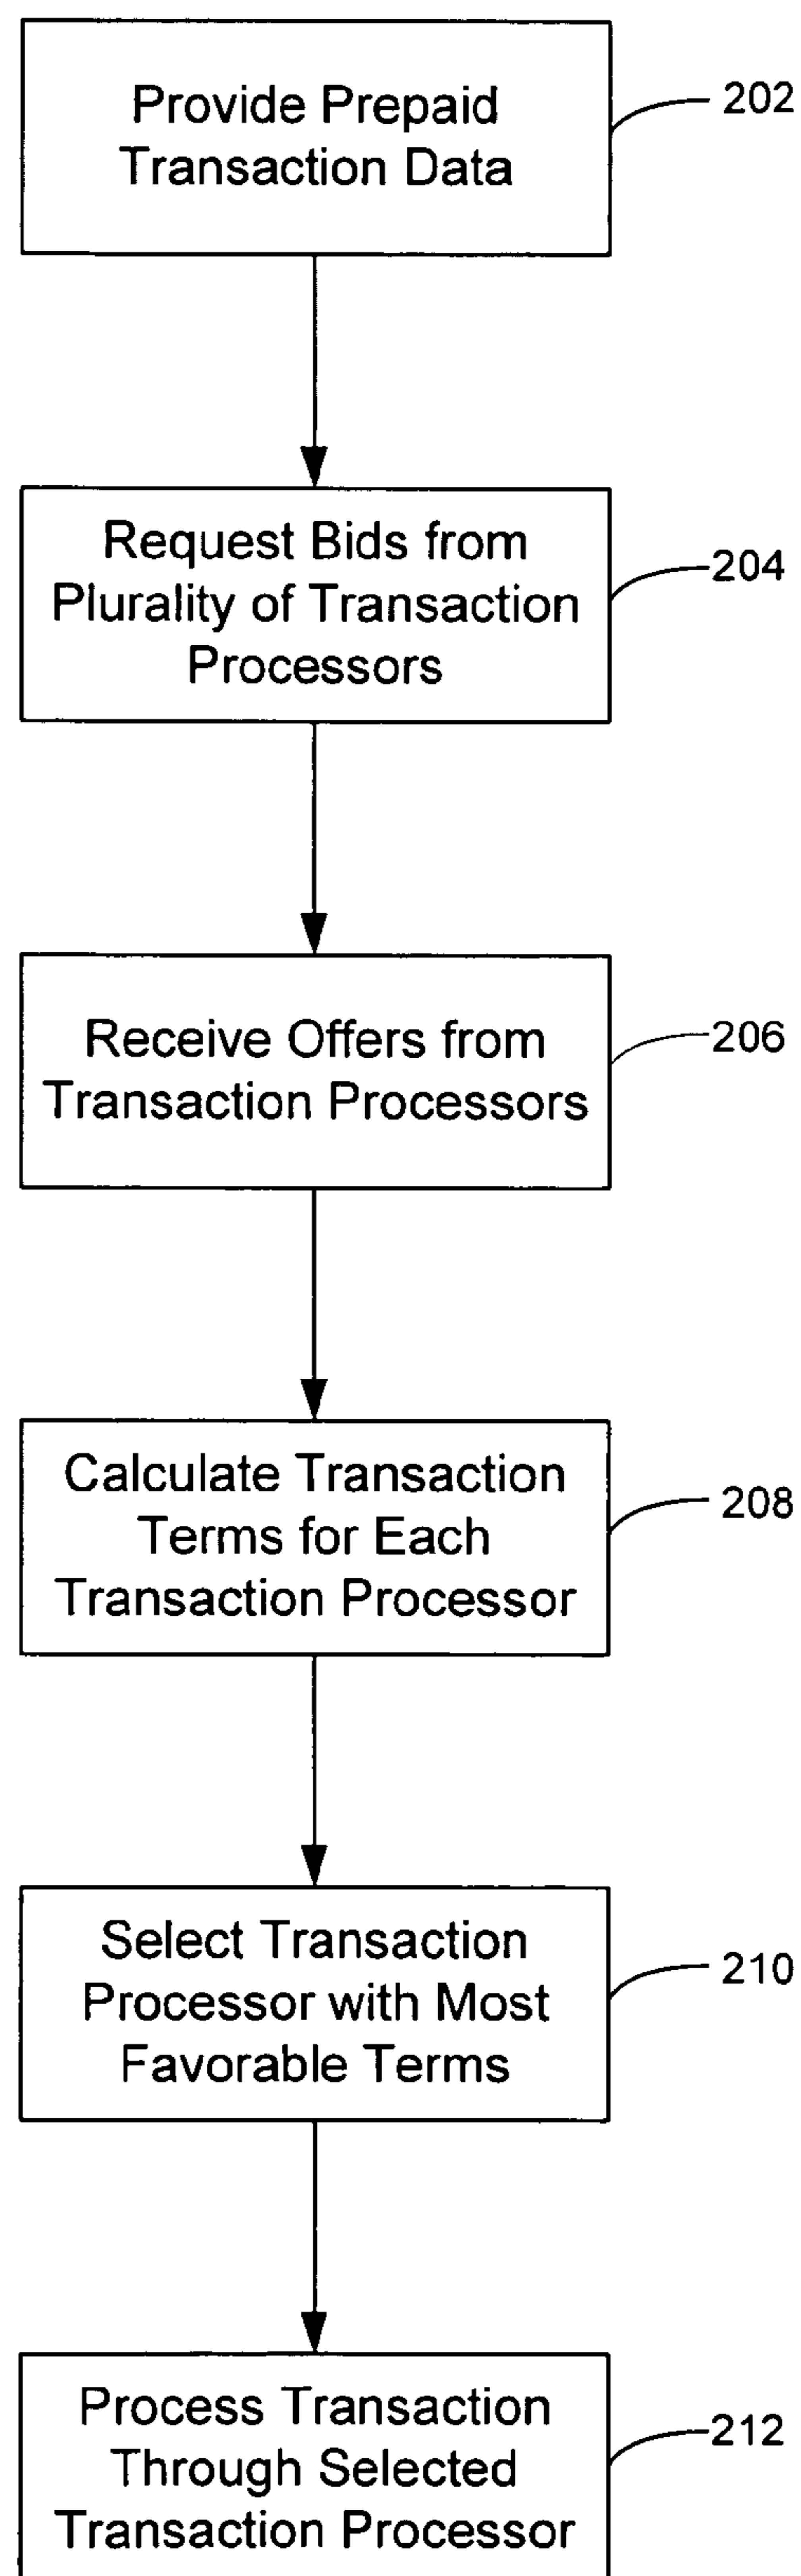 Provide Prepaid
Transaction Data
202
Request Bids from
Plurality of Transaction
Processors
204
Receive Offers from
Transaction Processors
206
Calculate Transaction
Terms for Each
Transaction Processor
208
Select Transaction
Processor with Most
Favorable Terms
210
Process Transaction
Through Selected
Transaction Processor
212